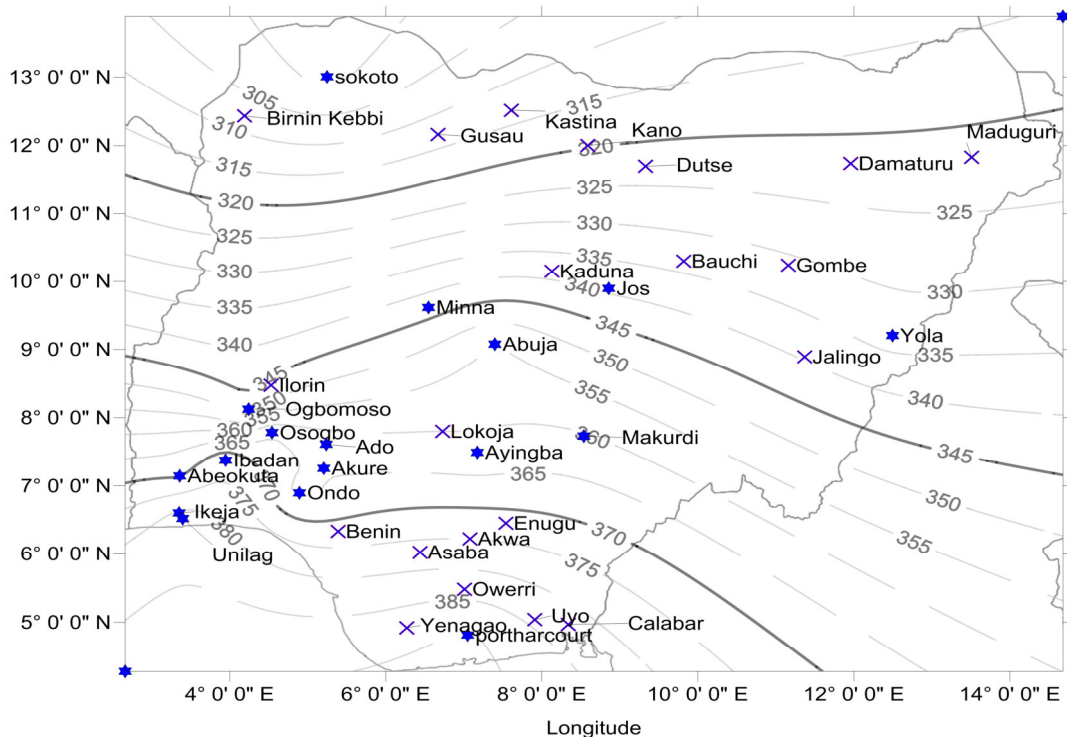 13° 0' 0" N
sokoto
305
315
Birnin Kebbi
310
Kastina
Gusau
Kano
Maduguri
12° 0' 0" N
320
315
Dutse
Damaturu
11° 0' 0" N
320
325
325
325
330
335
Bauchi
Gombe
330
Kaduna
10° 0' 0" N
340
Jos
330
335
Minna
345
Yola
340
Abuja
350
335
9° 0' 0" N
Jalingo
345
Ilorin
355
340
350
Ogbomoso
8° 0' 0" N
355
360
Osogbo
Lokoja
360
Makurdi
365
Ado
345
Ibadan
Ayingba
Akure
365
7° 0' 0" N
Abeokuta
370
Ondo
350
375
Ikeja
Enugu
370
380
Benin
Akwa
355
6° 0' 0" N
Unilag
Asaba
375
Owerri
385
5° 0' 0" N
Uyo
Yenagao
Calabar
portharcourt
4° 0' 0" E
6° 0' 0" E
8° 0' 0" E
10° 0' 0" E
12° 0' 0" E
14° 0' 0" E
Longitude